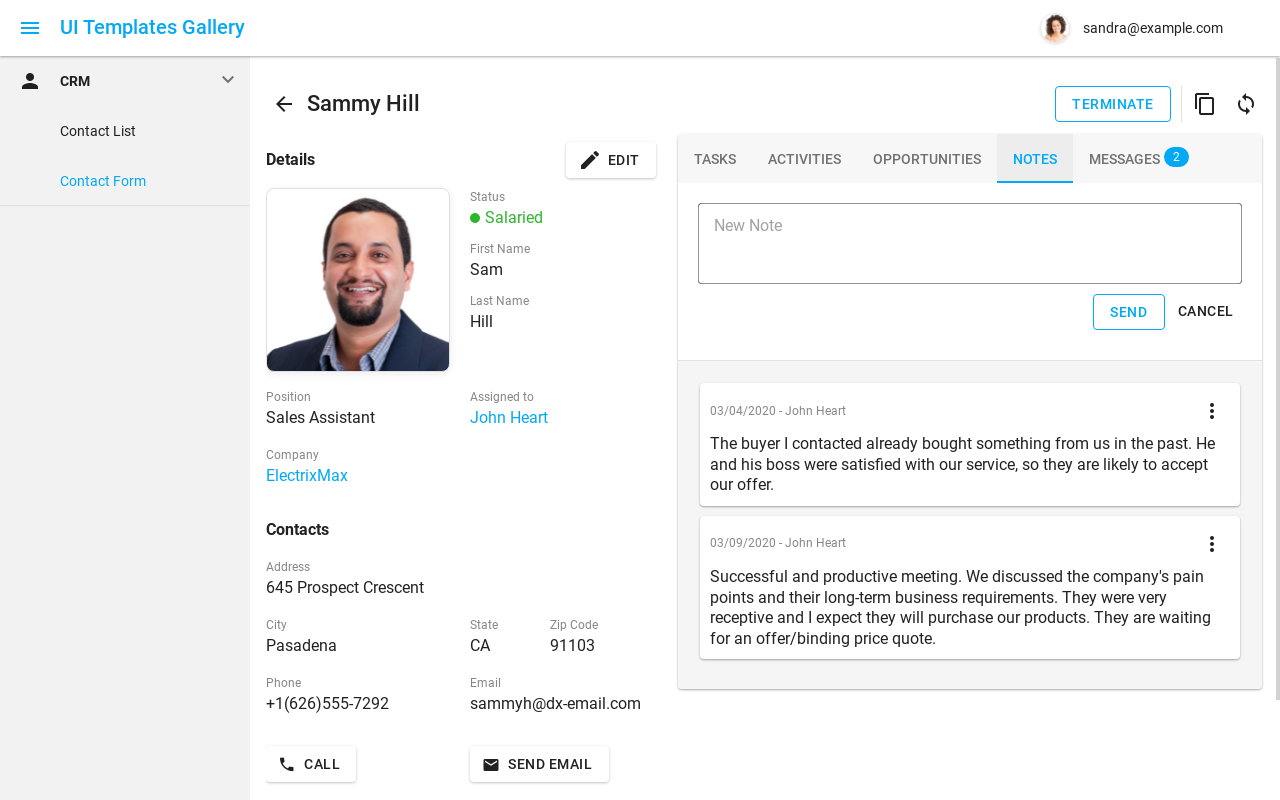 UI Templates Gallery
sandra@example.com
CRM
Contact List
Contact Form
Sammy Hill
TERMINATE
Details
EDIT
Status
Salaried
First Name
Sam
Last Name
Hill
Position
Sales Assistant
Assigned to
John Heart
Company
ElectrixMax
Contacts
Address
645 Prospect Crescent
City
Pasadena
State
CA
Zip Code
91103
Phone
+1(626)555-7292
Email
sammyh@dx-email.com
CALL
SEND EMAIL
TASKS
ACTIVITIES
OPPORTUNITIES
NOTES
MESSAGES 2
New Note
SEND
CANCEL
03/04/2020 - John Heart
The buyer I contacted already bought something from us in the past. He
and his boss were satisfied with our service, so they are likely to accept
our offer.
03/09/2020 - John Heart
Successful and productive meeting. We discussed the company's pain
points and their long-term business requirements. They were very
receptive and I expect they will purchase our products. They are waiting
for an offer/binding price quote.